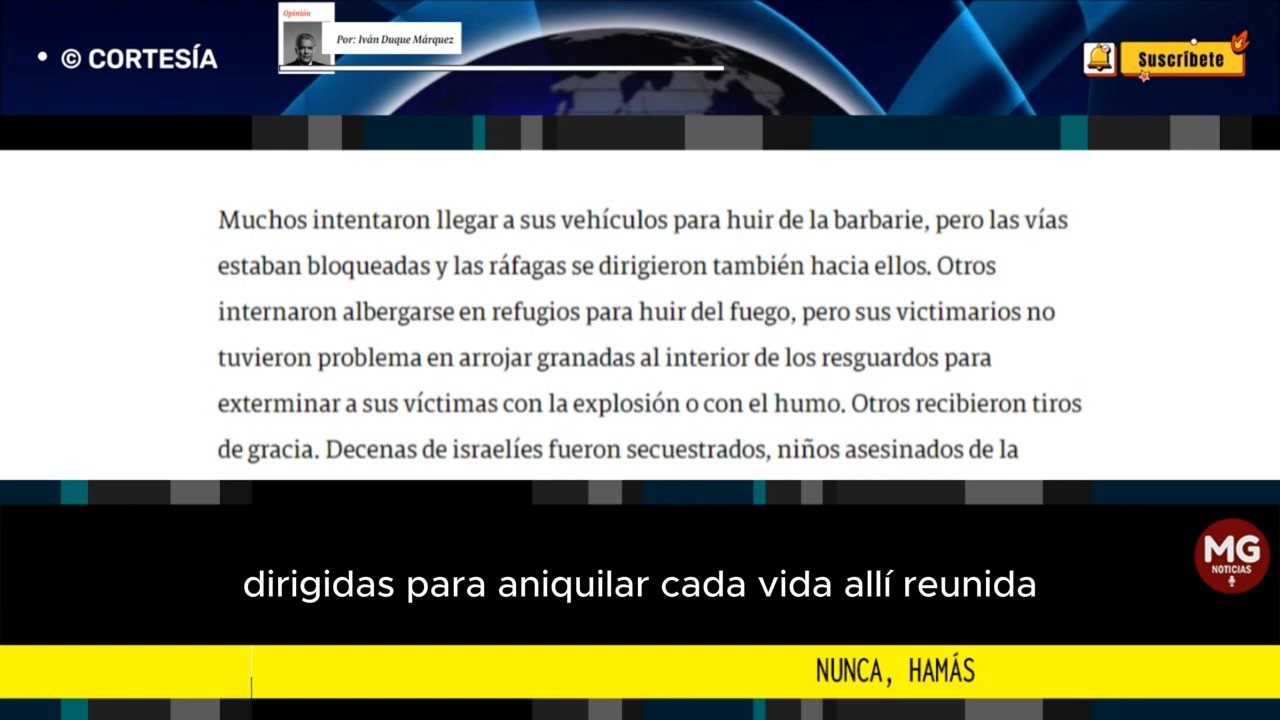 Opinión
Por: Iván Duque Márquez
• © CORTESÍA
Suscríbete
Muchos intentaron llegar a sus vehículos para huir de la barbarie, pero las vías
estaban bloqueadas y las ráfagas se dirigieron también hacia ellos. Otros
internaron albergarse en refugios para huir del fuego, pero sus victimarios no
tuvieron problema en arrojar granadas al interior de los resguardos para
exterminar a sus víctimas con la explosión o con el humo. Otros recibieron tiros
de gracia. Decenas de israelíes fueron secuestrados, niños asesinados de la
MG
NOTICIAS
dirigidas para aniquilar cada vida allí reunida
NUNCA, HAMÁS